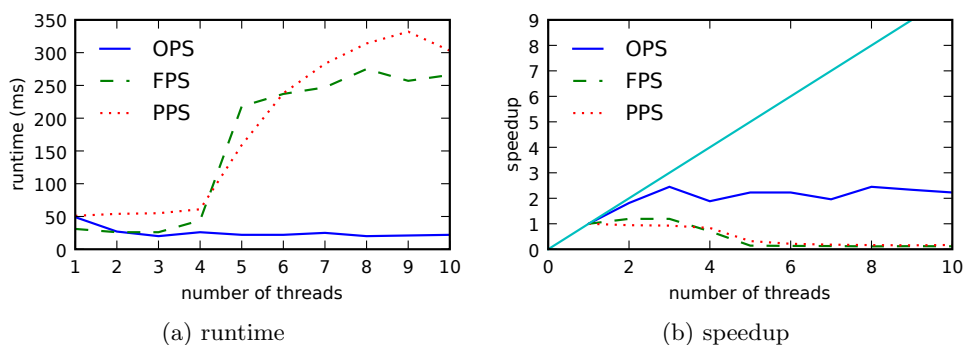 350
300
250
200
150
100
50
0
runtime (ms)
OPS
FPS
PPS
1 2 3 4 5 6 7 8 9 10
number of threads
(a) runtime
9
8
7
6
5
4
3
2
1
0
speedup
OPS
FPS
PPS
0 2 4 6 8 10
number of threads
(b) speedup